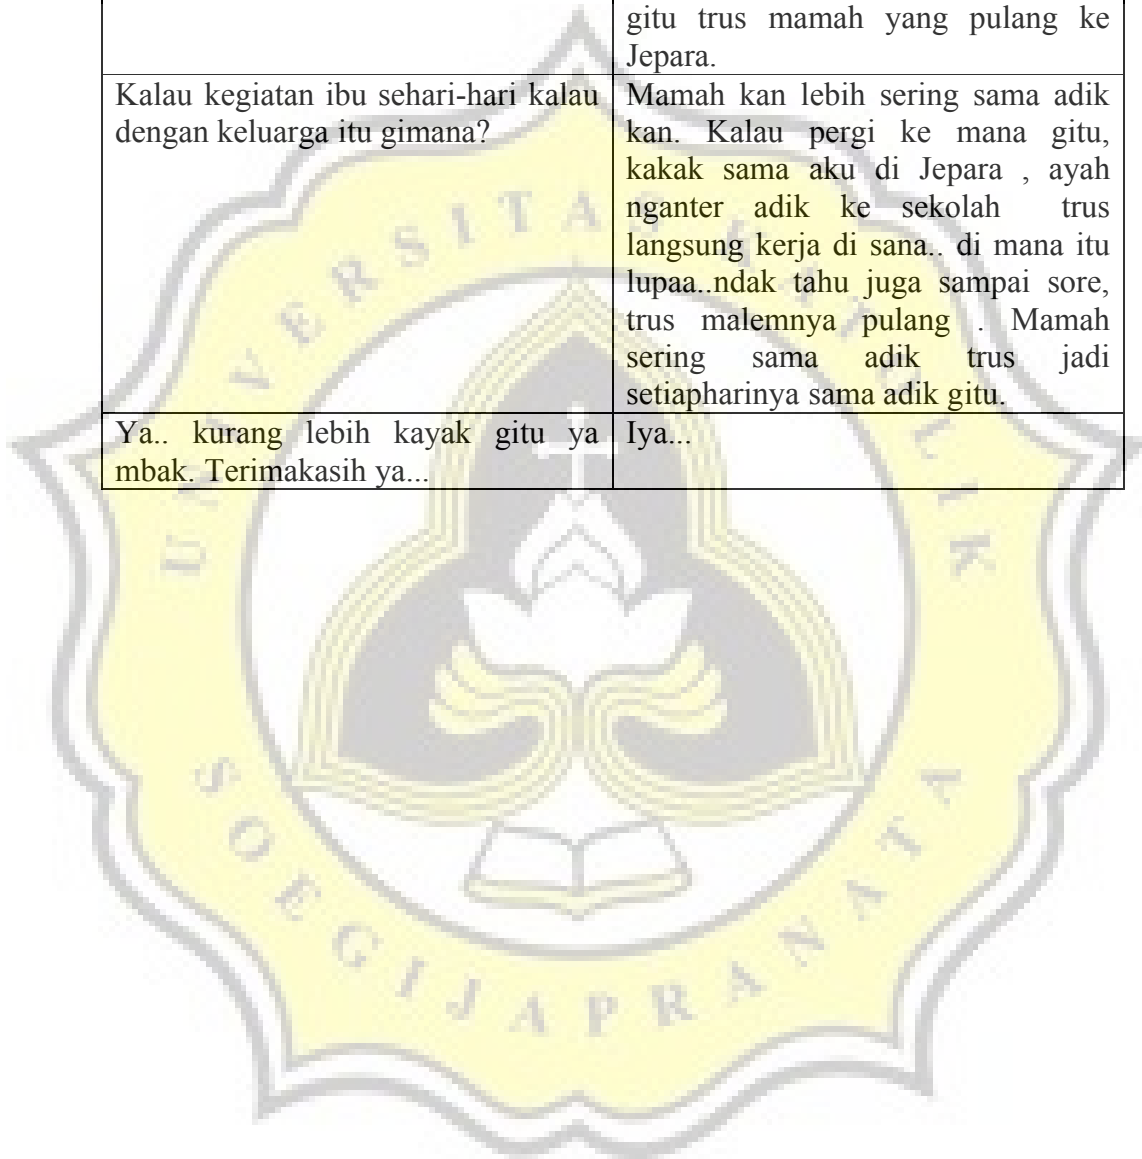 gitu trus mamah yang pulang ke
Jepara.
Kalau kegiatan ibu sehari-hari kalau
dengan keluarga itu gimana?
Mamah kan lebih sering sama adik
kan. Kalau pergi ke mana gitu,
kakak sama aku di Jepara , ayah
nganter adik ke sekolah trus
langsung kerja di sana.. di mana itu
lupaa..ndak tahu juga sampai sore,
trus malemnya pulang . Mamah
sering sama adik trus jadi
setiapharinya sama adik gitu.
Ya.. kurang lebih kayak gitu ya
mbak. Terimakasih ya...
Iya...
UNIVERSITAS KATOLIK
SOEGIJAPRANATA